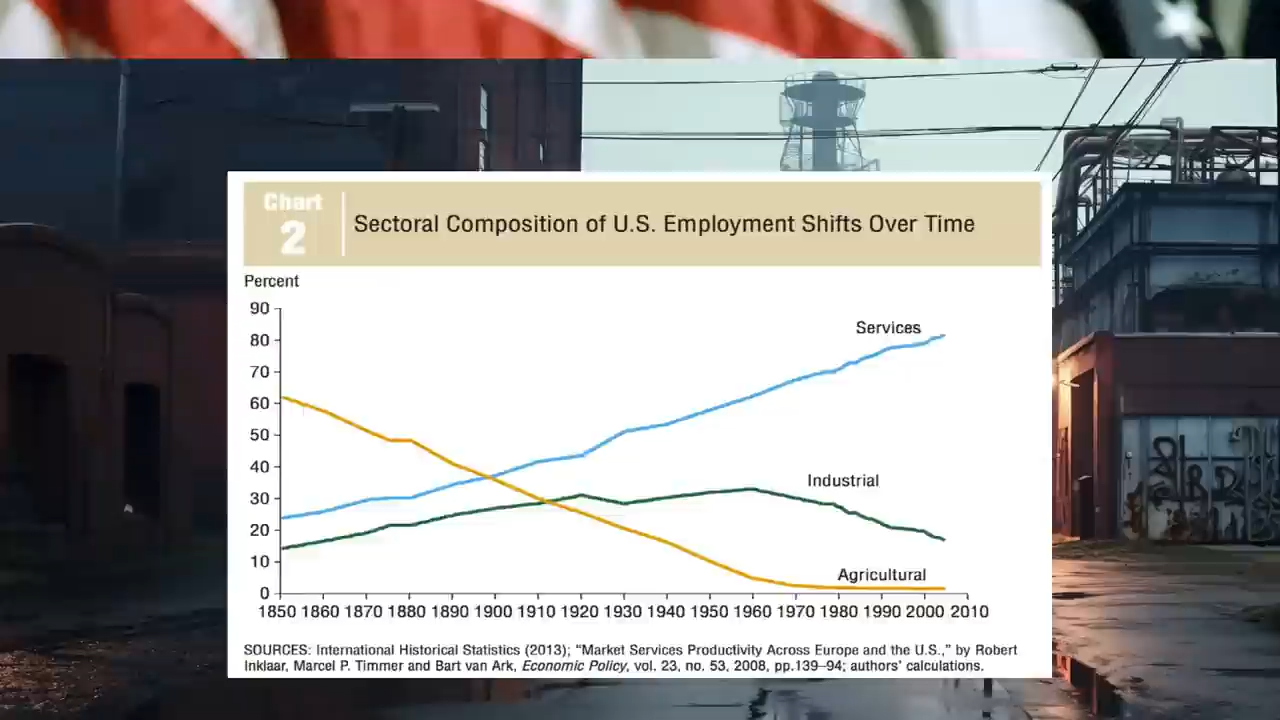 Chart
2
Sectoral Composition of U.S. Employment Shifts Over Time
Percent
90
80
70
60
50
40
30
20
10
0
Services
Industrial
Agricultural
1850 1860 1870 1880 1890 1900 1910 1920 1930 1940 1950 1960 1970 1980 1990 2000 2010
SOURCES: International Historical Statistics (2013); “Market Services Productivity Across Europe and the U.S.,” by Robert
Inklaar, Marcel P. Timmer and Bart van Ark, Economic Policy, vol. 23, no. 53, 2008, pp.139–94; authors’ calculations.